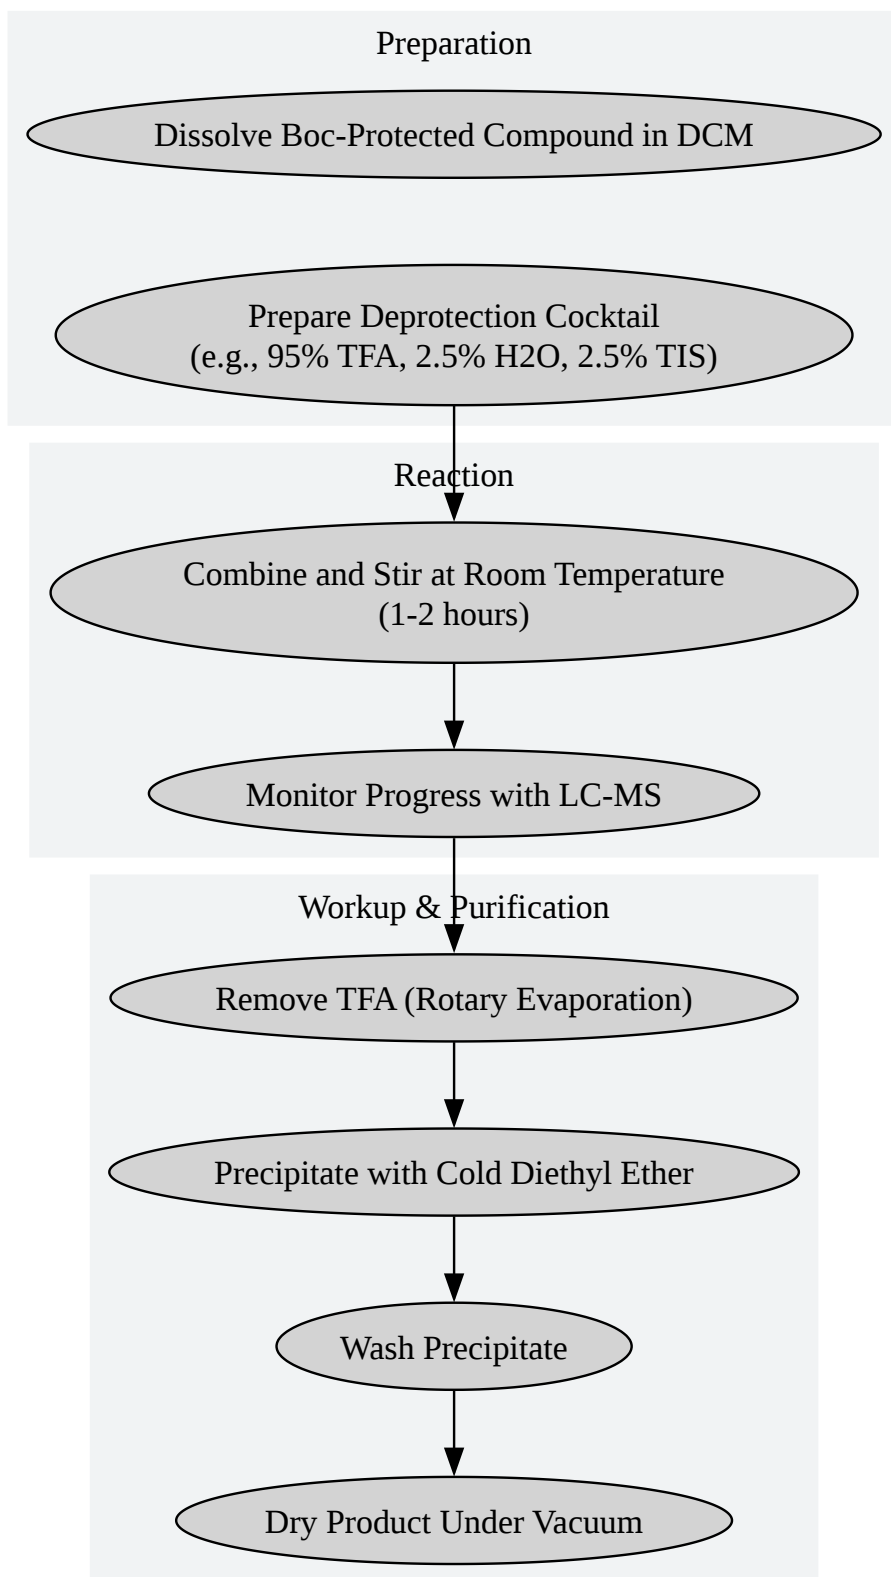 Preparation
Dissolve Boc-Protected Compound in DCM
Prepare Deprotection Cocktail
(e.g., 95% TFA, 2.5% H2O, 2.5% TIS)
Reaction
Combine and Stir at Room Temperature
(1-2 hours)
Monitor Progress with LC-MS
Workup & Purification
Remove TFA (Rotary Evaporation)
Precipitate with Cold Diethyl Ether
Wash Precipitate
Dry Product Under Vacuum